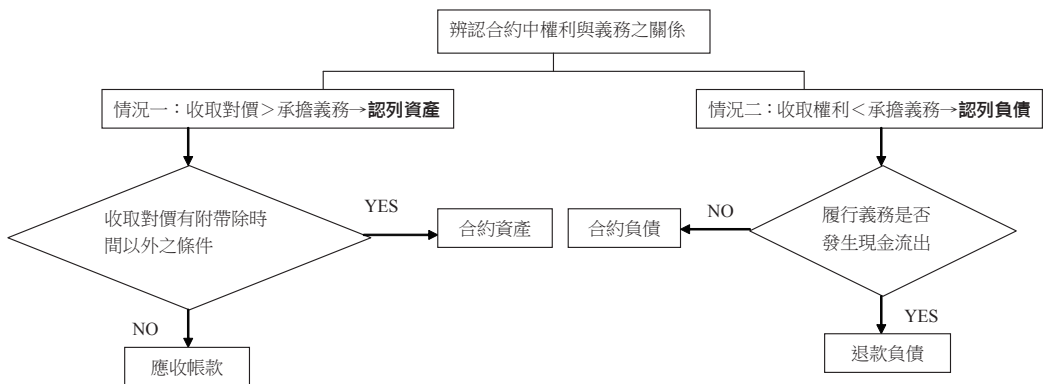 辨認合約中權利與義務之關係
情況一：收取對價＞承擔義務→認列資產
情況二：收取權利＜承擔義務→認列負債
收取對價有附帶除時
間以外之條件
YES
合約資產
合約負債
NO
履行義務是否
發生現金流出
NO
應收帳款
YES
退款負債